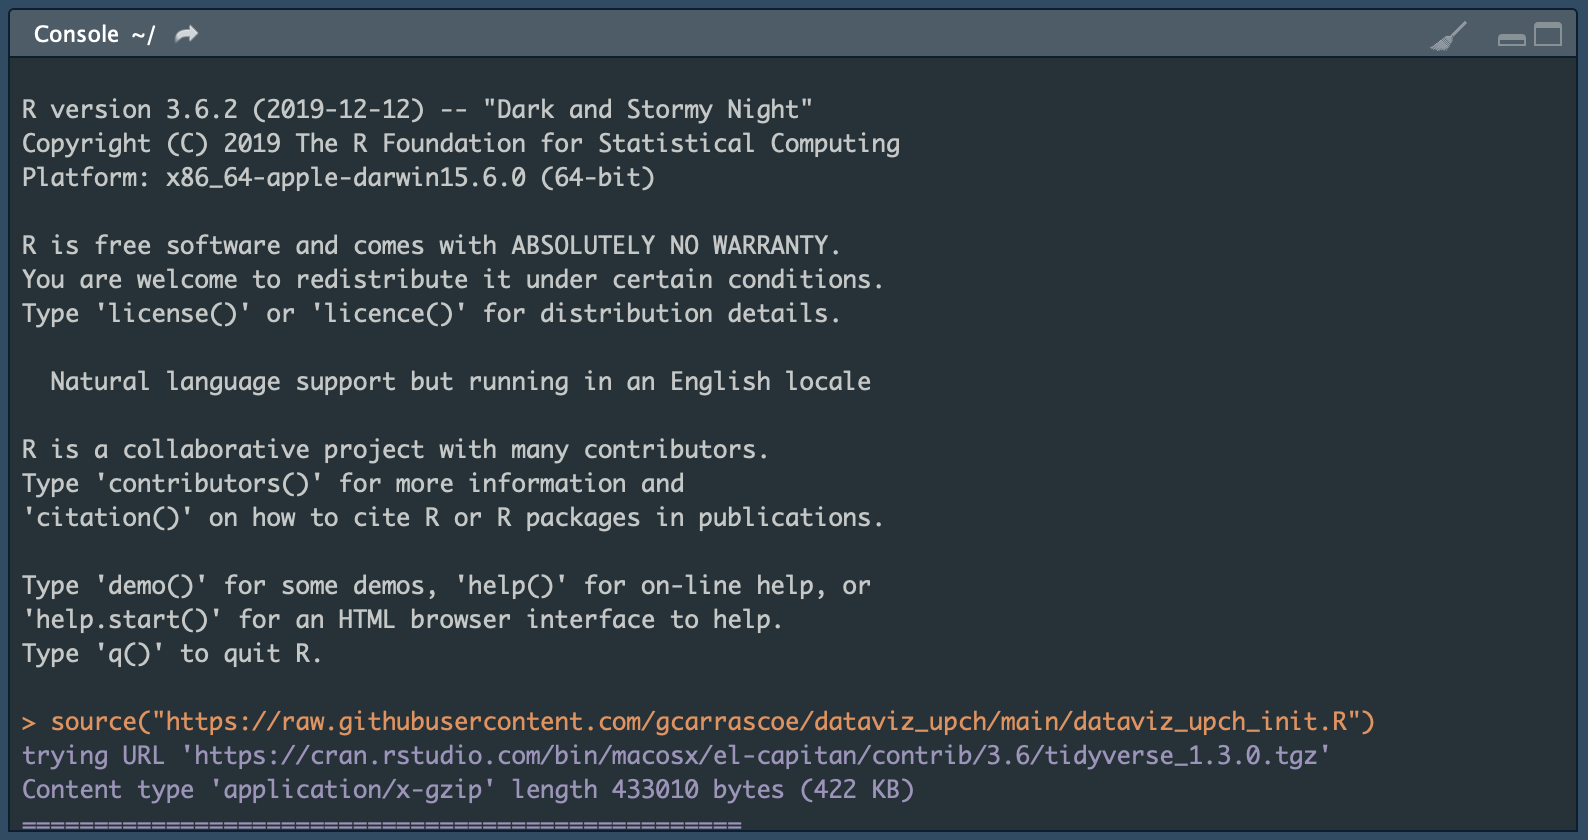 Console ~/
R version 3.6.2 (2019-12-12) -- "Dark and Stormy Night"
Copyright (C) 2019 The R Foundation for Statistical Computing
Platform: x86_64-apple-darwin15.6.0 (64-bit)
R is free software and comes with ABSOLUTELY NO WARRANTY.
You are welcome to redistribute it under certain conditions.
Type 'license()' or 'licence()' for distribution details.
Natural language support but running in an English locale
R is a collaborative project with many contributors.
Type 'contributors()' for more information and
'citation()' on how to cite R or R packages in publications.
Type 'demo()' for some demos, 'help()' for on-line help, or
'help.start()' for an HTML browser interface to help.
Type 'q()' to quit R.
> source("https://raw.githubusercontent.com/gcarrascoe/dataviz_upch/main/dataviz_upch_init.R")
trying URL 'https://cran.rstudio.com/bin/macosx/el-capitan/contrib/3.6/tidyverse_1.3.0.tgz'
Content type 'application/x-gzip' length 433010 bytes (422 KB)
==================================================